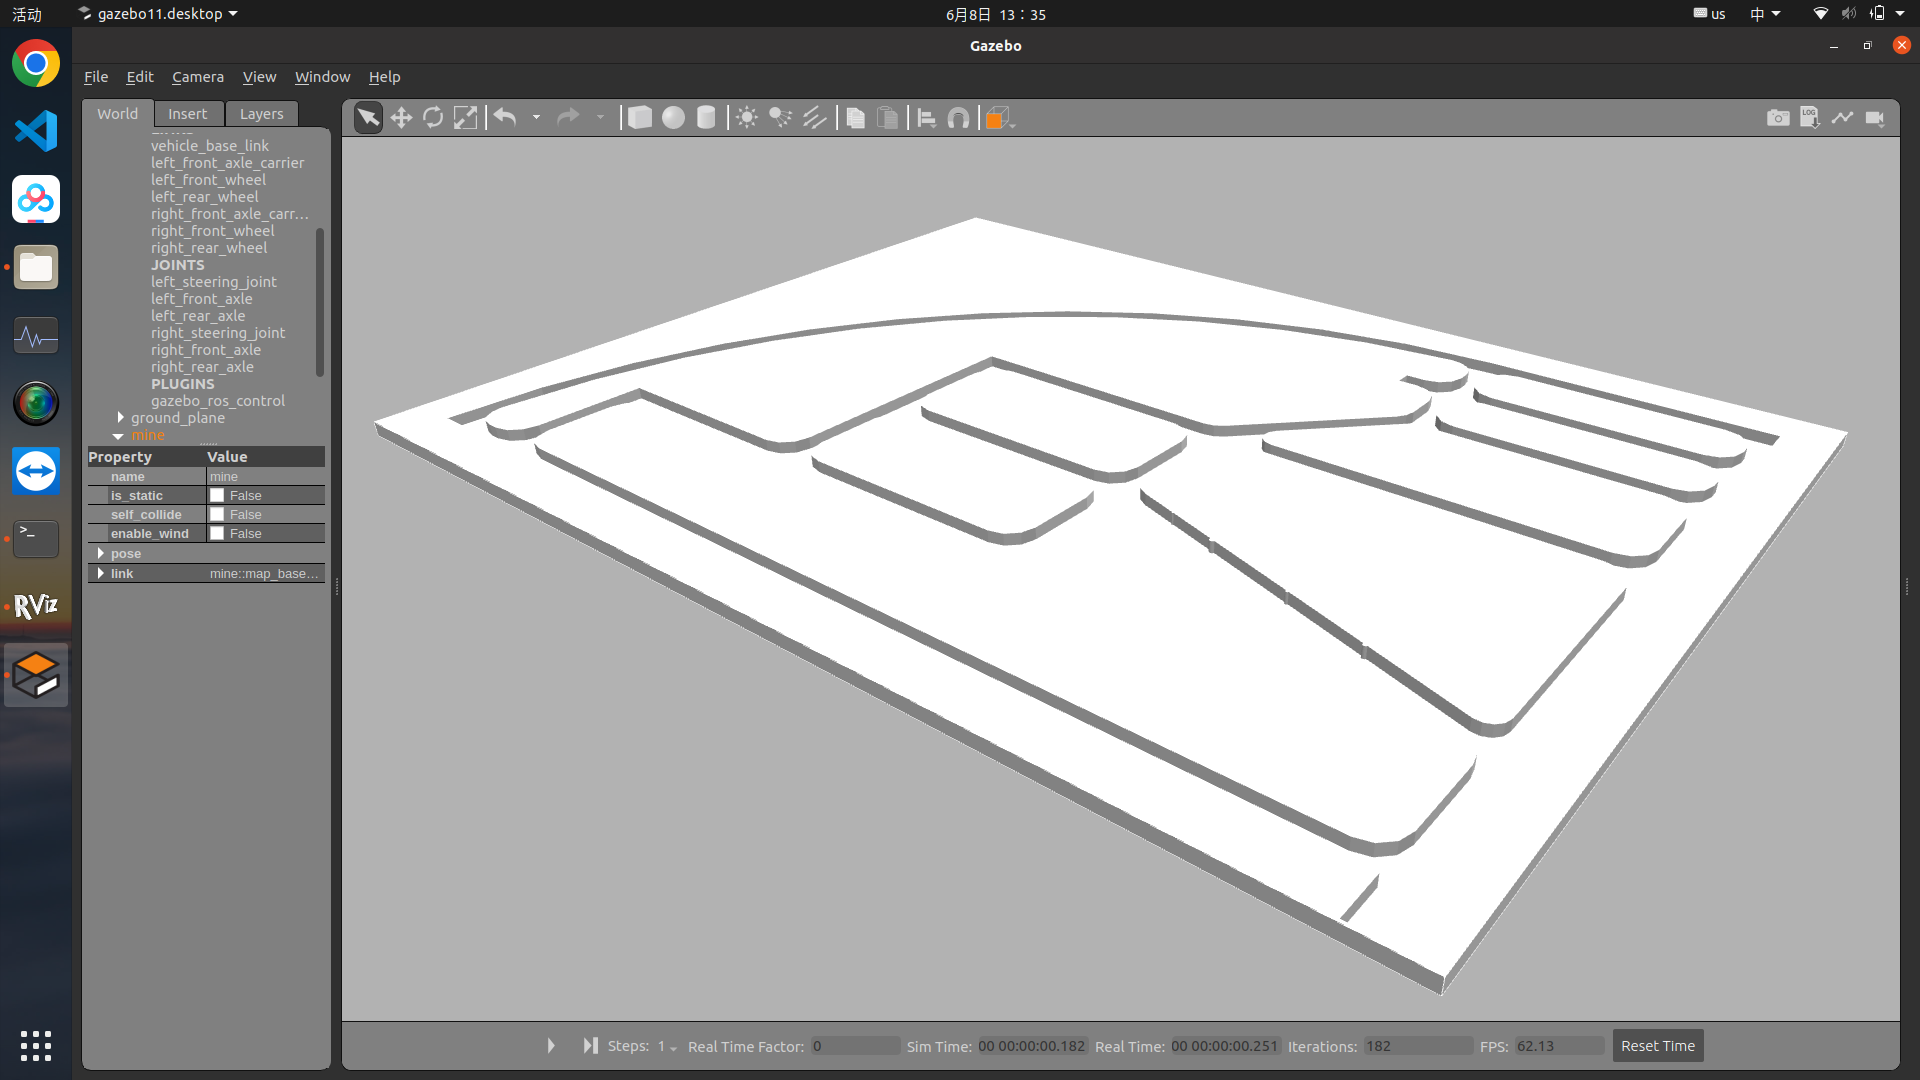 活动
gazebo11.desktop
6月8日 13：35
us
中
Gazebo
File Edit Camera View Window Help
World Insert Layers
vehicle_base_link
left_front_axle_carrier
left_front_wheel
left_rear_wheel
right_front_axle_carr...
right_front_wheel
right_rear_wheel
JOINTS
left_steering_joint
left_front_axle
left_rear_axle
right_steering_joint
right_front_axle
right_rear_axle
PLUGINS
gazebo_ros_control
ground_plane
mine
Property Value
name mine
is_static False
self_collide False
enable_wind False
pose
link mine::map_base...
LOG
>_
RViz
Steps: 1 Real Time Factor: 0 Sim Time: 00 00:00:00.182 Real Time: 00 00:00:00.251 Iterations: 182 FPS: 62.13 Reset Time